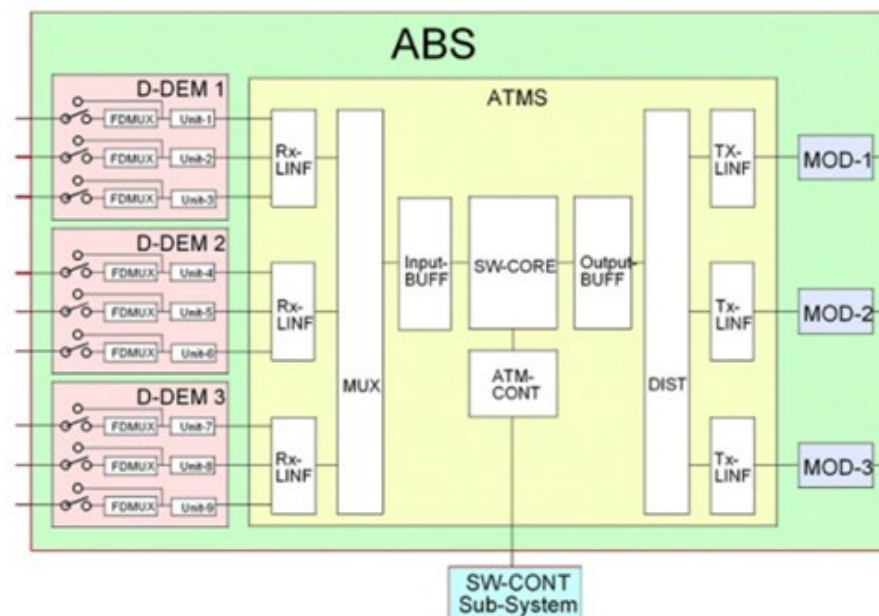 ABS
D-DEM 1
FDMUX Unit-1
FDMUX Unit-2
FDMUX Unit-3
D-DEM 2
FDMUX Unit-4
FDMUX Unit-5
FDMUX Unit-6
D-DEM 3
FDMUX Unit-7
FDMUX Unit-8
FDMUX Unit-9
ATMS
Rx-
LINF
Rx-
LINF
Rx-
LINF
MUX
Input-
BUFF
SW-CORE
Output-
BUFF
ATM-
CONT
DIST
TX-
LINF
Tx-
LINF
Tx-
LINF
MOD-1
MOD-2
MOD-3
SW-CONT
Sub-System